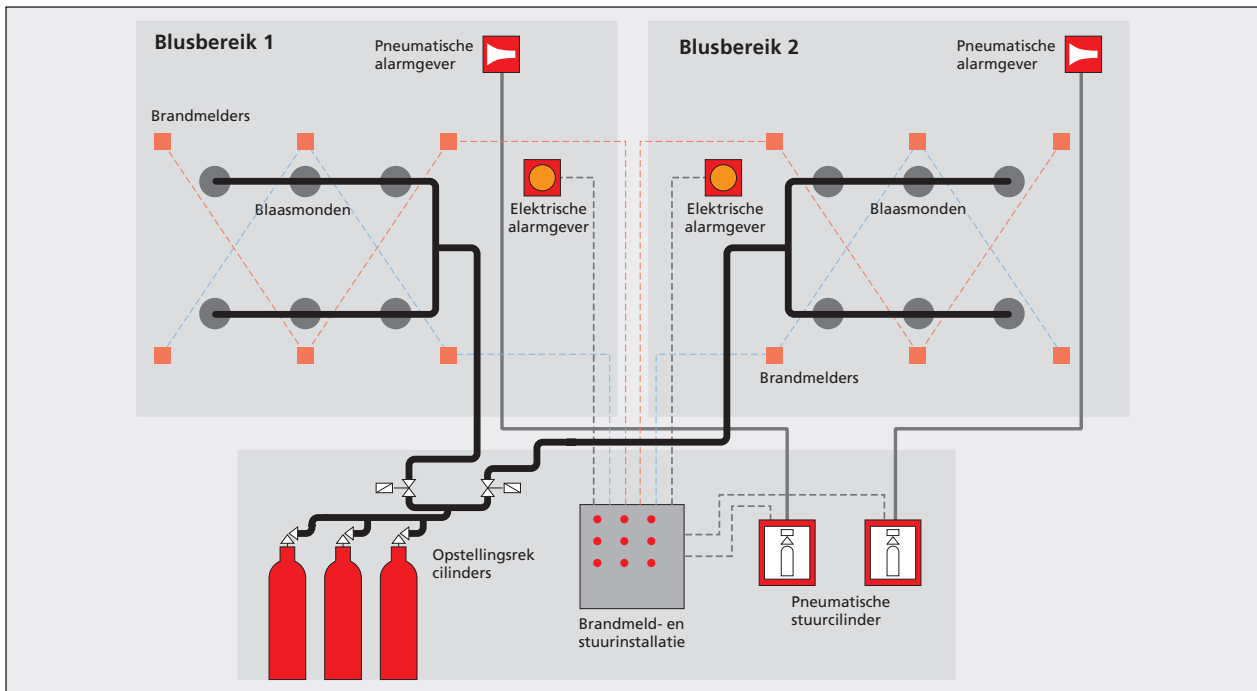 Blusbereik 1
Pneumatische
alarmgever
Brandmelders
Blaasmonden
Elektrische
alarmgever
Blusbereik 2
Pneumatische
alarmgever
Elektrische
alarmgever
Blaasmonden
Brandmelders
Opstellingsrek
cilinders
Brandmeld- en
stuurinstallatie
Pneumatische
stuurcilinder